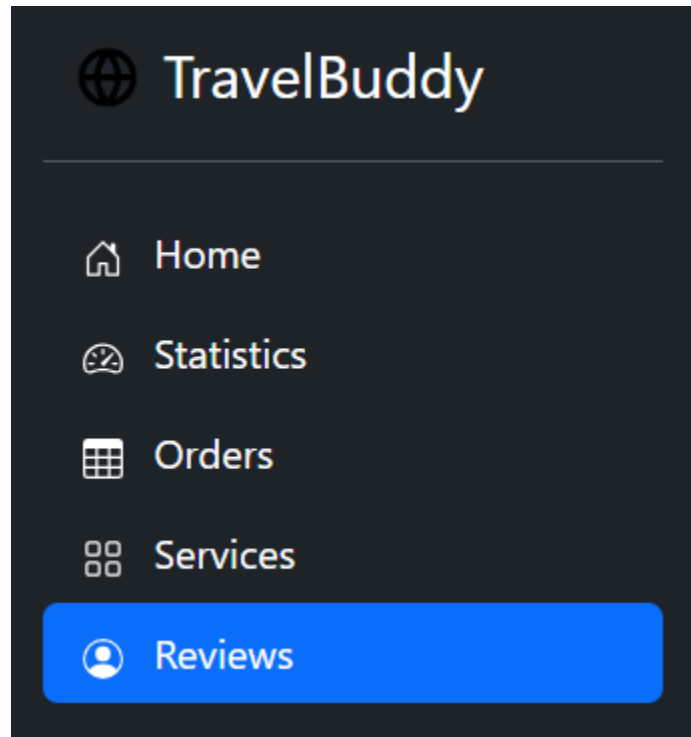 TravelBuddy
Home
Statistics
Orders
Services
Reviews